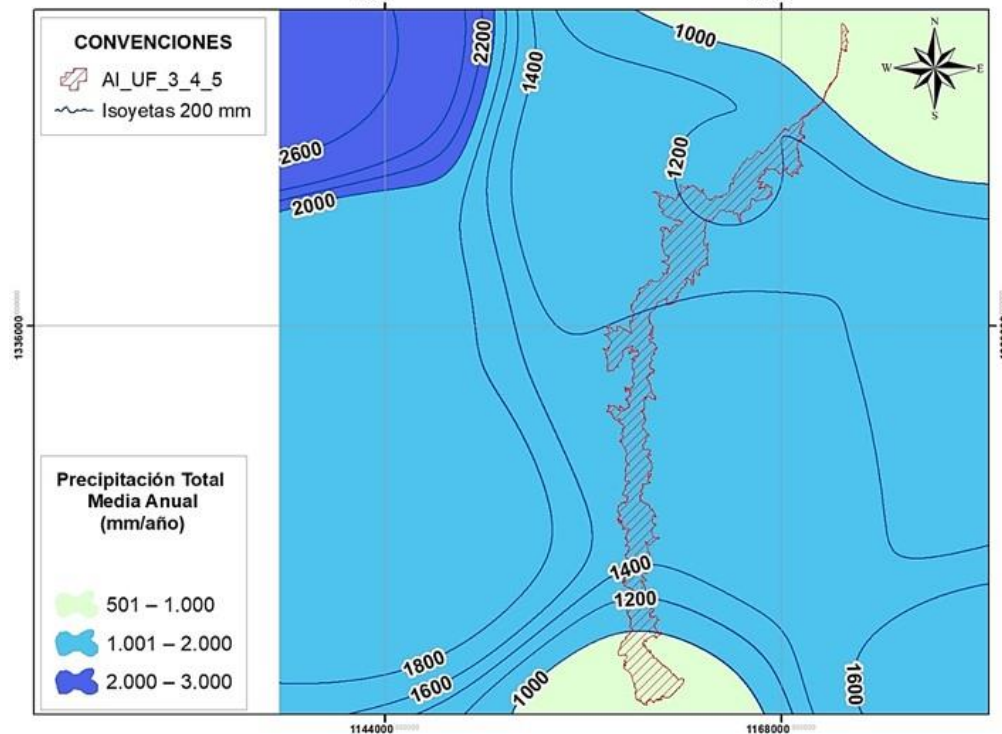 CONVENCIONES
AI_UF_3_4_5
Isoyetas 200 mm
2200
1400
1000
N
W
E
S
2600
2000
1200
1336000
Precipitación Total
Media Anual
(mm/año)
501 – 1.000
1.001 – 2.000
2.000 – 3.000
1400
1200
1800
1600
1000
1600
1144000
1168000